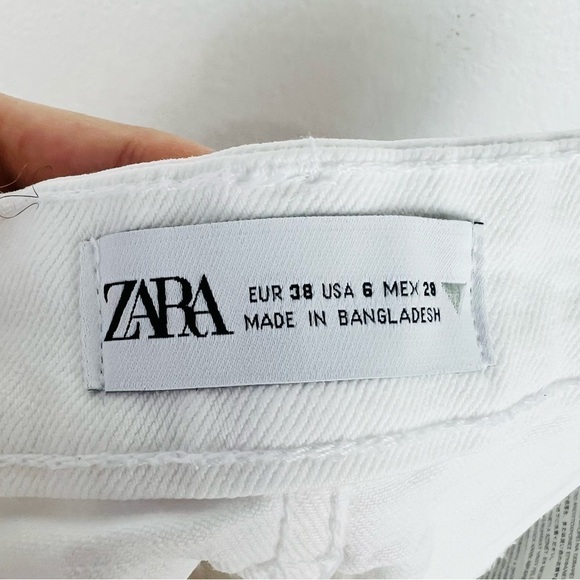 ZARA
EUR 38 USA 6 MEX 28
MADE IN BANGLADESH